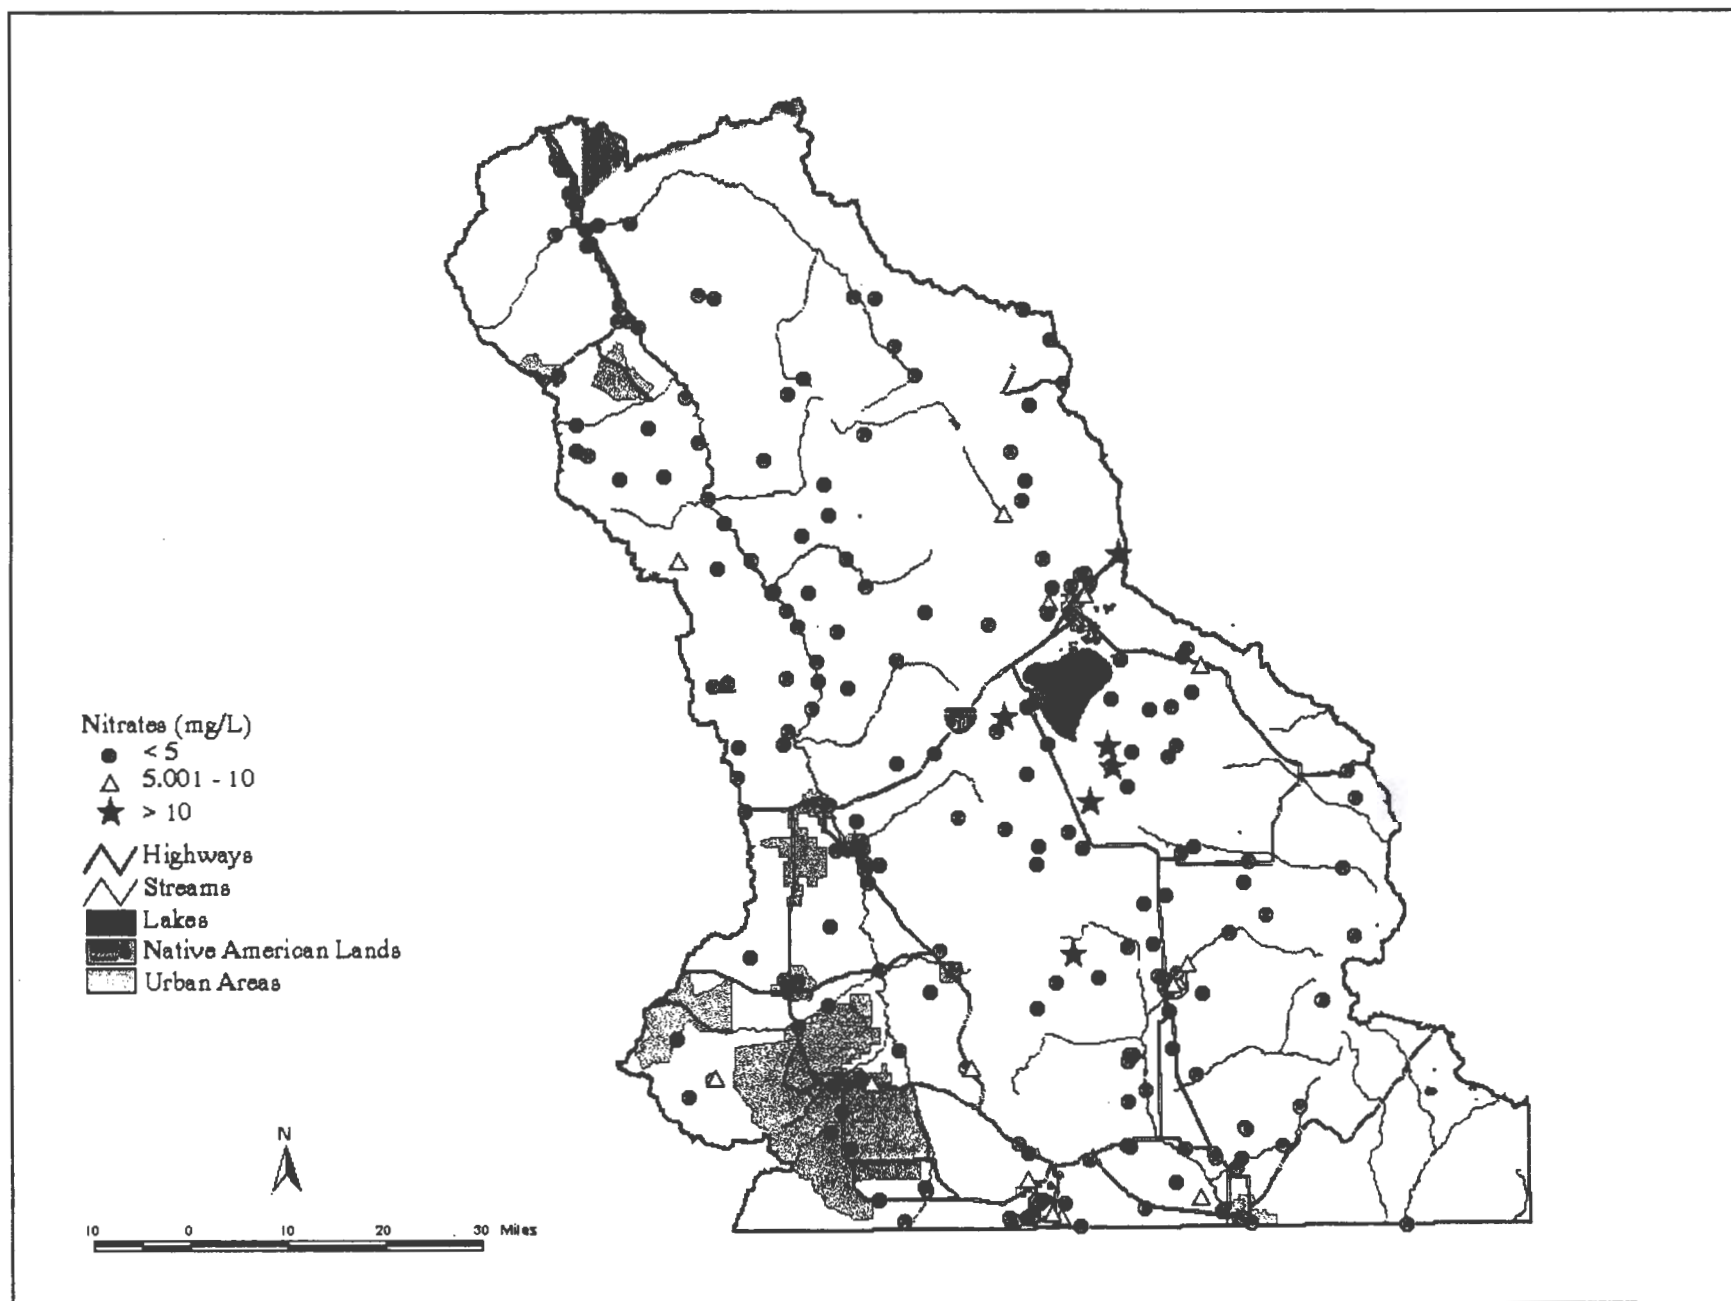 Nitrates (mg/L)
< 5
5.001 - 10
> 10
Highways
Streams
Lakes
Native American Lands
Urban Areas
N
10 0 10 20 30 Miles